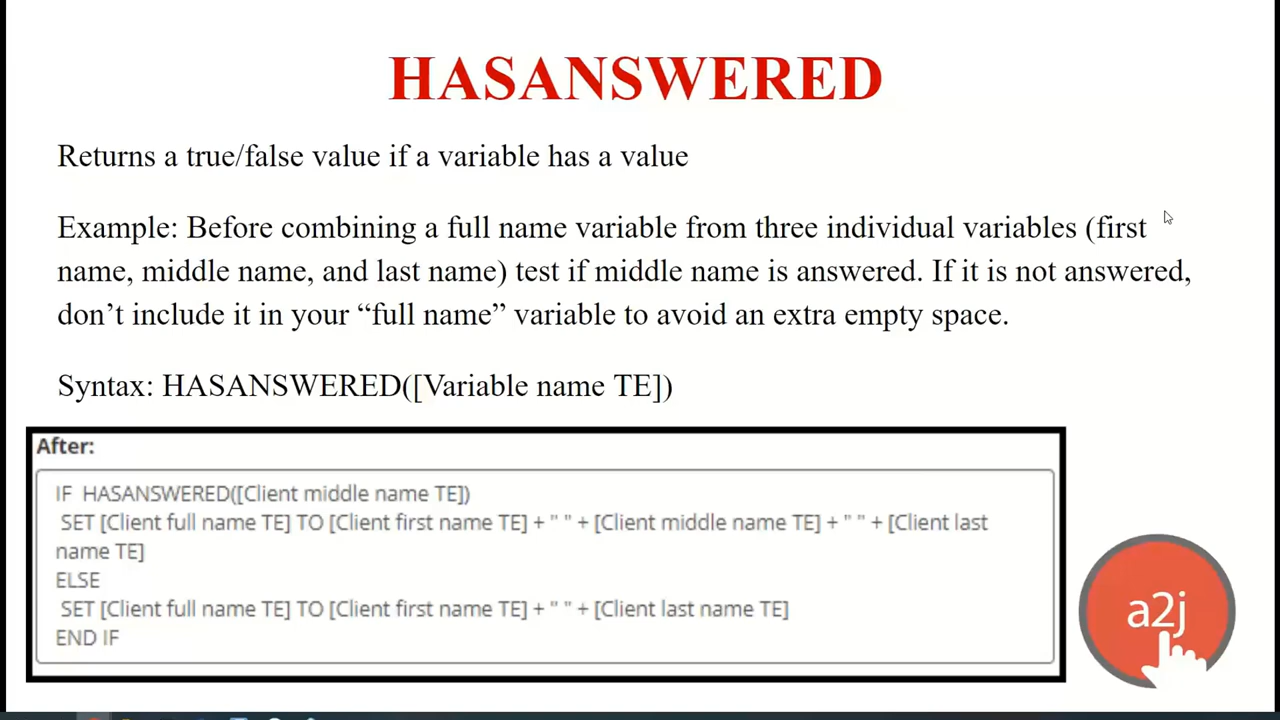 HASANSWERED
Returns a true/false value if a variable has a value
Example: Before combining a full name variable from three individual variables (first
name, middle name, and last name) test if middle name is answered. If it is not answered,
don’t include it in your “full name” variable to avoid an extra empty space.
Syntax: HASANSWERED([Variable name TE])
After:
IF  HASANSWERED([Client middle name TE])
SET [Client full name TE] TO [Client first name TE] + " " + [Client middle name TE] + " " + [Client last
name TE]
ELSE
SET [Client full name TE] TO [Client first name TE] + " " + [Client last name TE]
END IF
a2j